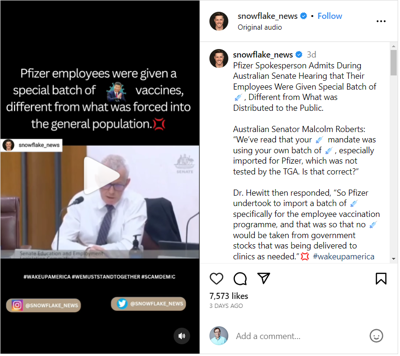 Pfizer employees were given a
special batch of vaccines,
different from what was forced into
the general population.
snowflake_news
SENATE
Senate Education and Employment
#WAKEUPAMERICA #WEMUSTSTANDTOGETHER #SCAMDEMIC
@SNOWFLAKE_NEWS
@SNOWFLAKE_NEWS
snowflake_news • Follow
Original audio
snowflake_news 3d
Pfizer Spokesperson Admits During
Australian Senate Hearing that Their
Employees Were Given Special Batch of
, Different from What was
Distributed to the Public.
Australian Senator Malcolm Roberts:
"We've read that your mandate was
using your own batch of , especially
imported for Pfizer, which was not
tested by the TGA. Is that correct?"
Dr. Hewitt then responded, "So Pfizer
undertook to import a batch of
specifically for the employee vaccination
programme, and that was so that no
would be taken from government
stocks that was being delivered to
clinics as needed." #wakeupamerica
7,573 likes
3 DAYS AGO
Add a comment...